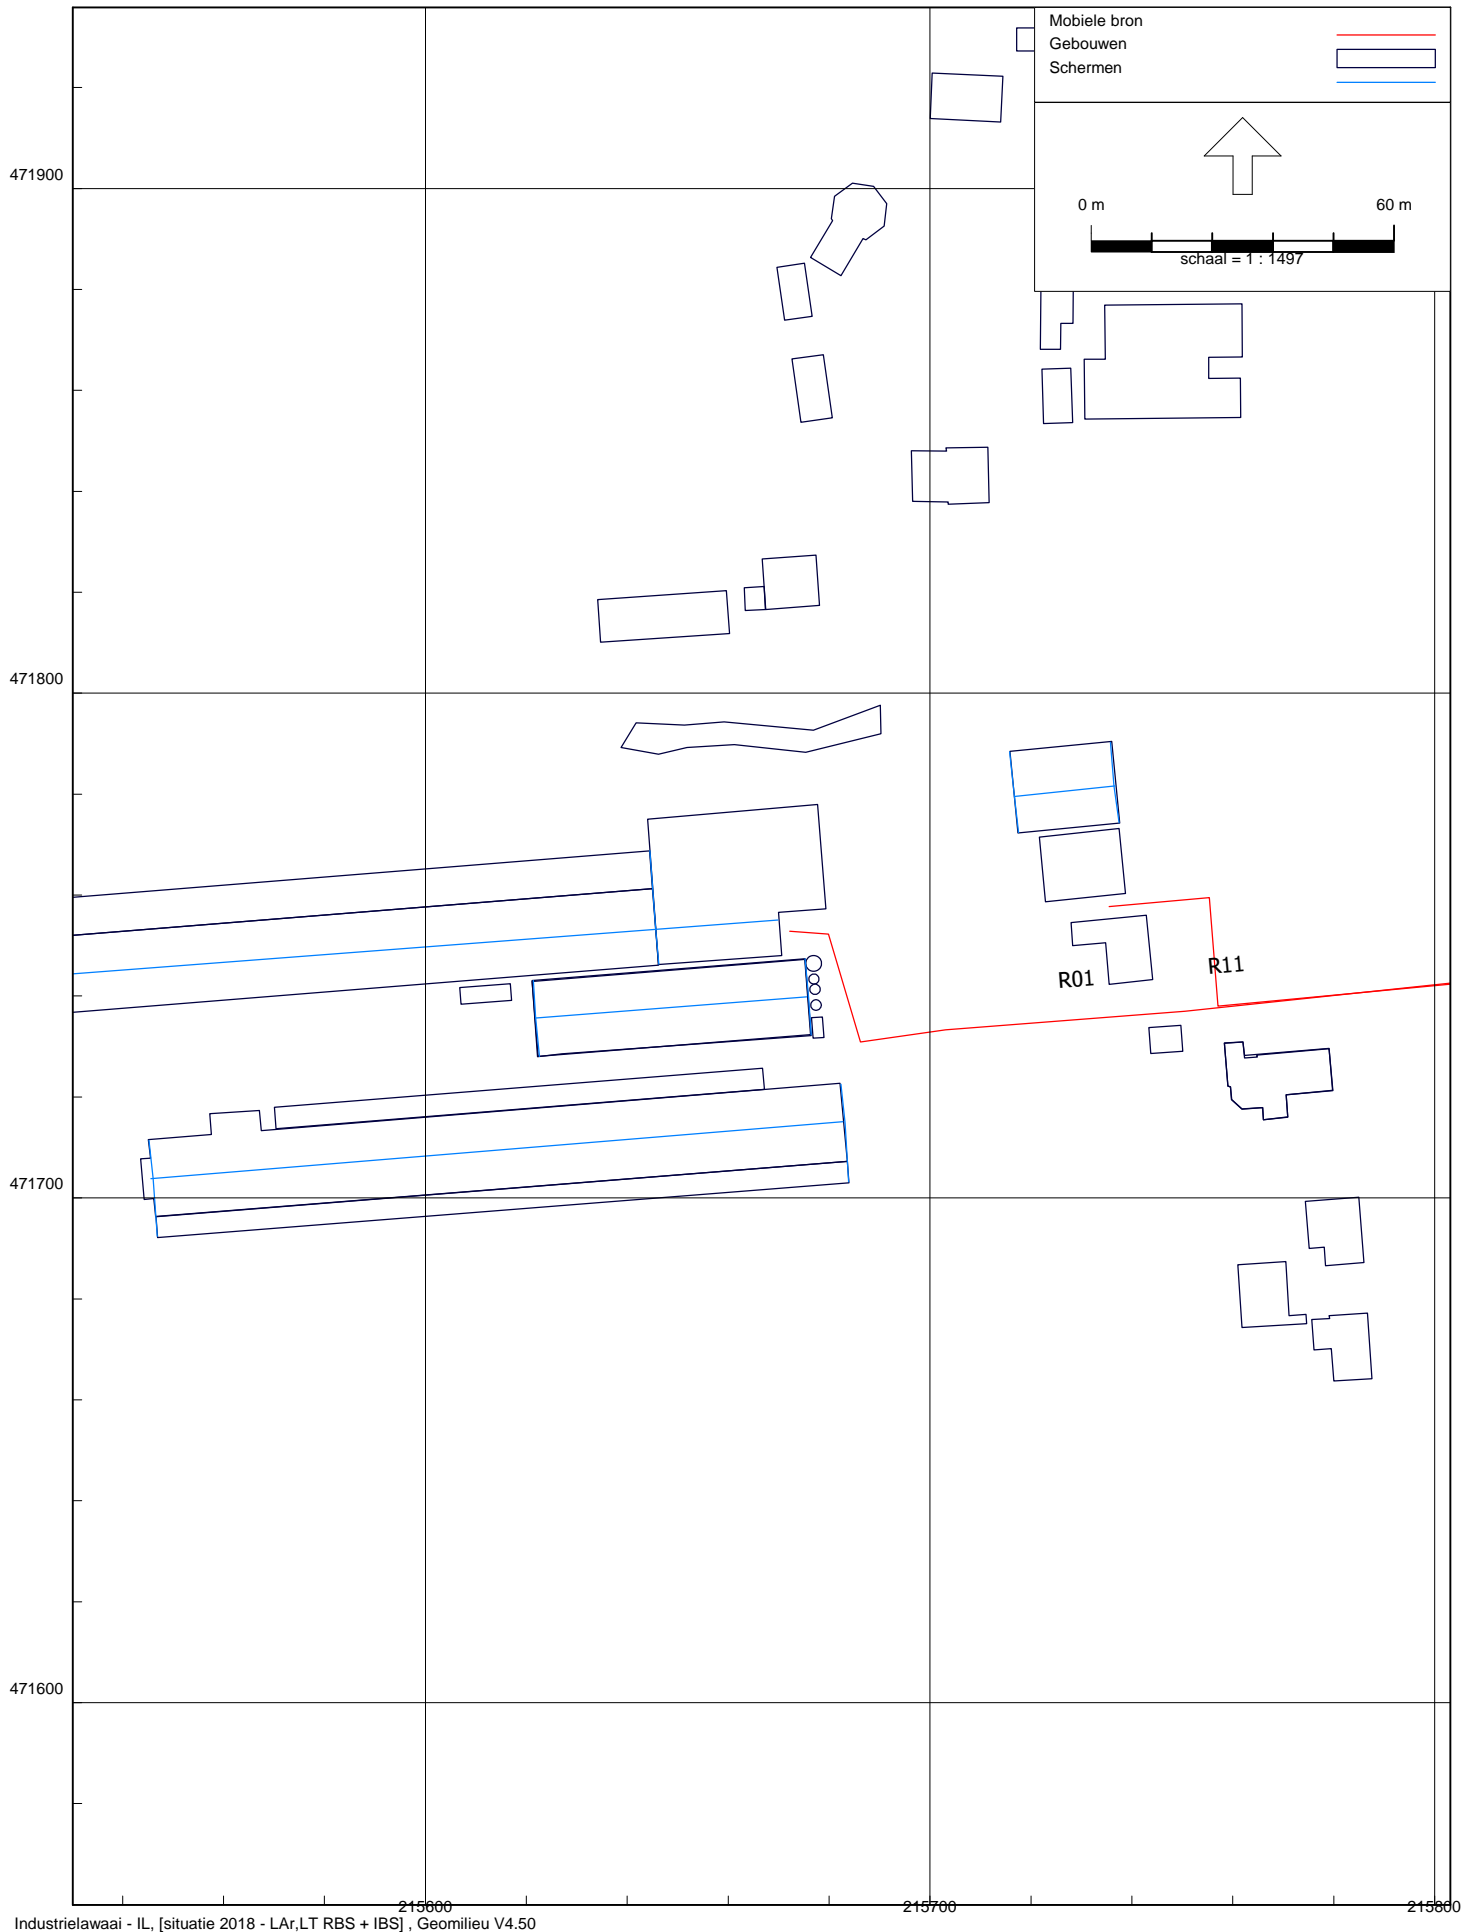 Mobiele bron
Gebouwen
Schermen
0 m 60 m
schaal = 1 : 1497
471900
471800
R01 R11
471700
471600
215600 215700 215800
Industrielawaai - IL, [situatie 2018 - LAr,LT RBS + IBS] , Geomilieu V4.50